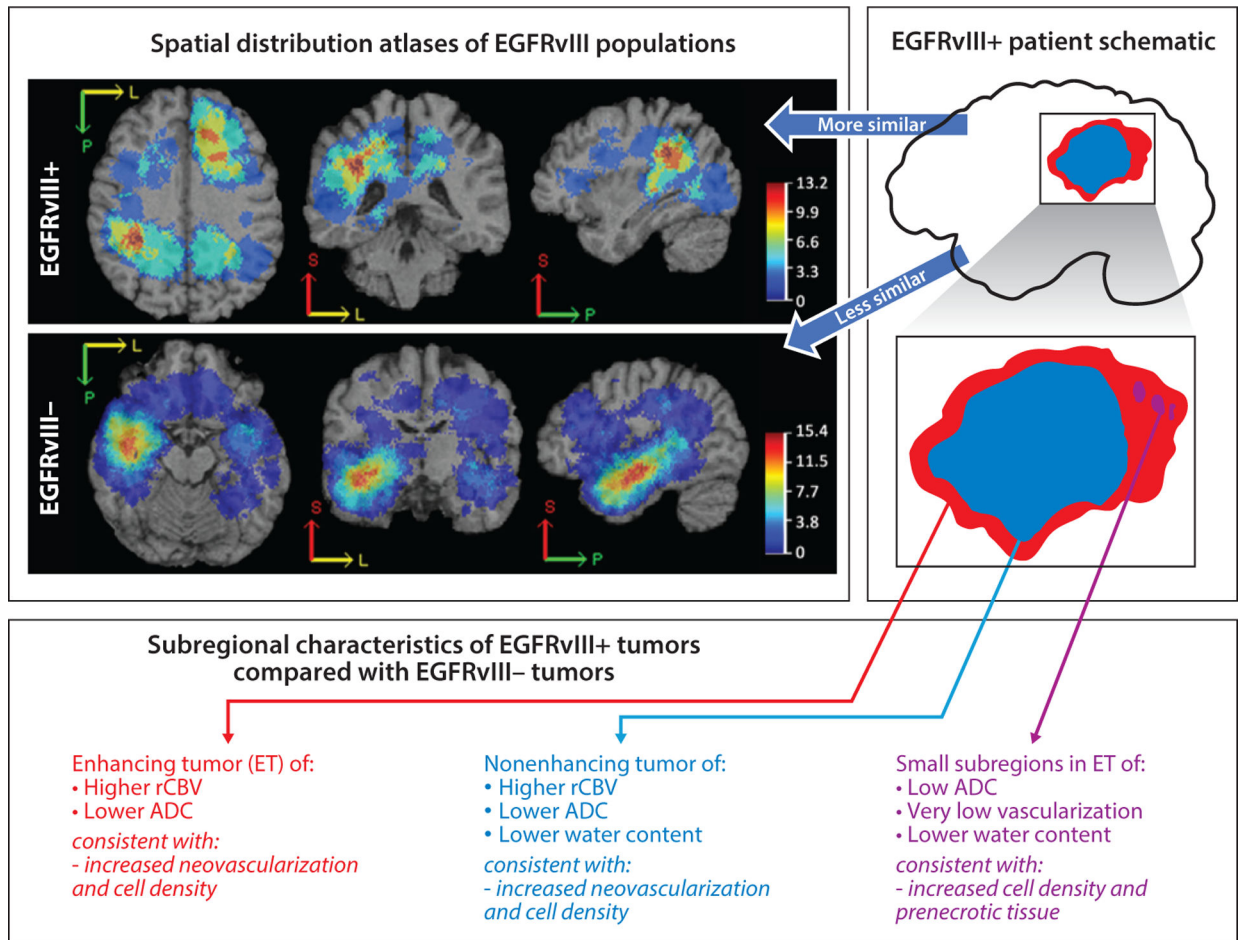 Spatial distribution atlases of EGFRvIII populations
EGFRvIII+
L
P
S
L
S
P
13.2
9.9
6.6
3.3
0
EGFRvIII–
L
P
S
L
S
P
15.4
11.5
7.7
3.8
0
EGFRvIII+ patient schematic
More similar
Less similar
Subregional characteristics of EGFRvIII+ tumors
compared with EGFRvIII– tumors
Enhancing tumor (ET) of:
• Higher rCBV
• Lower ADC
consistent with:
- increased neovascularization
and cell density
Nonenhancing tumor of:
• Higher rCBV
• Lower ADC
• Lower water content
consistent with:
- increased neovascularization
and cell density
Small subregions in ET of:
• Low ADC
• Very low vascularization
• Lower water content
consistent with:
- increased cell density and
prenecrotic tissue